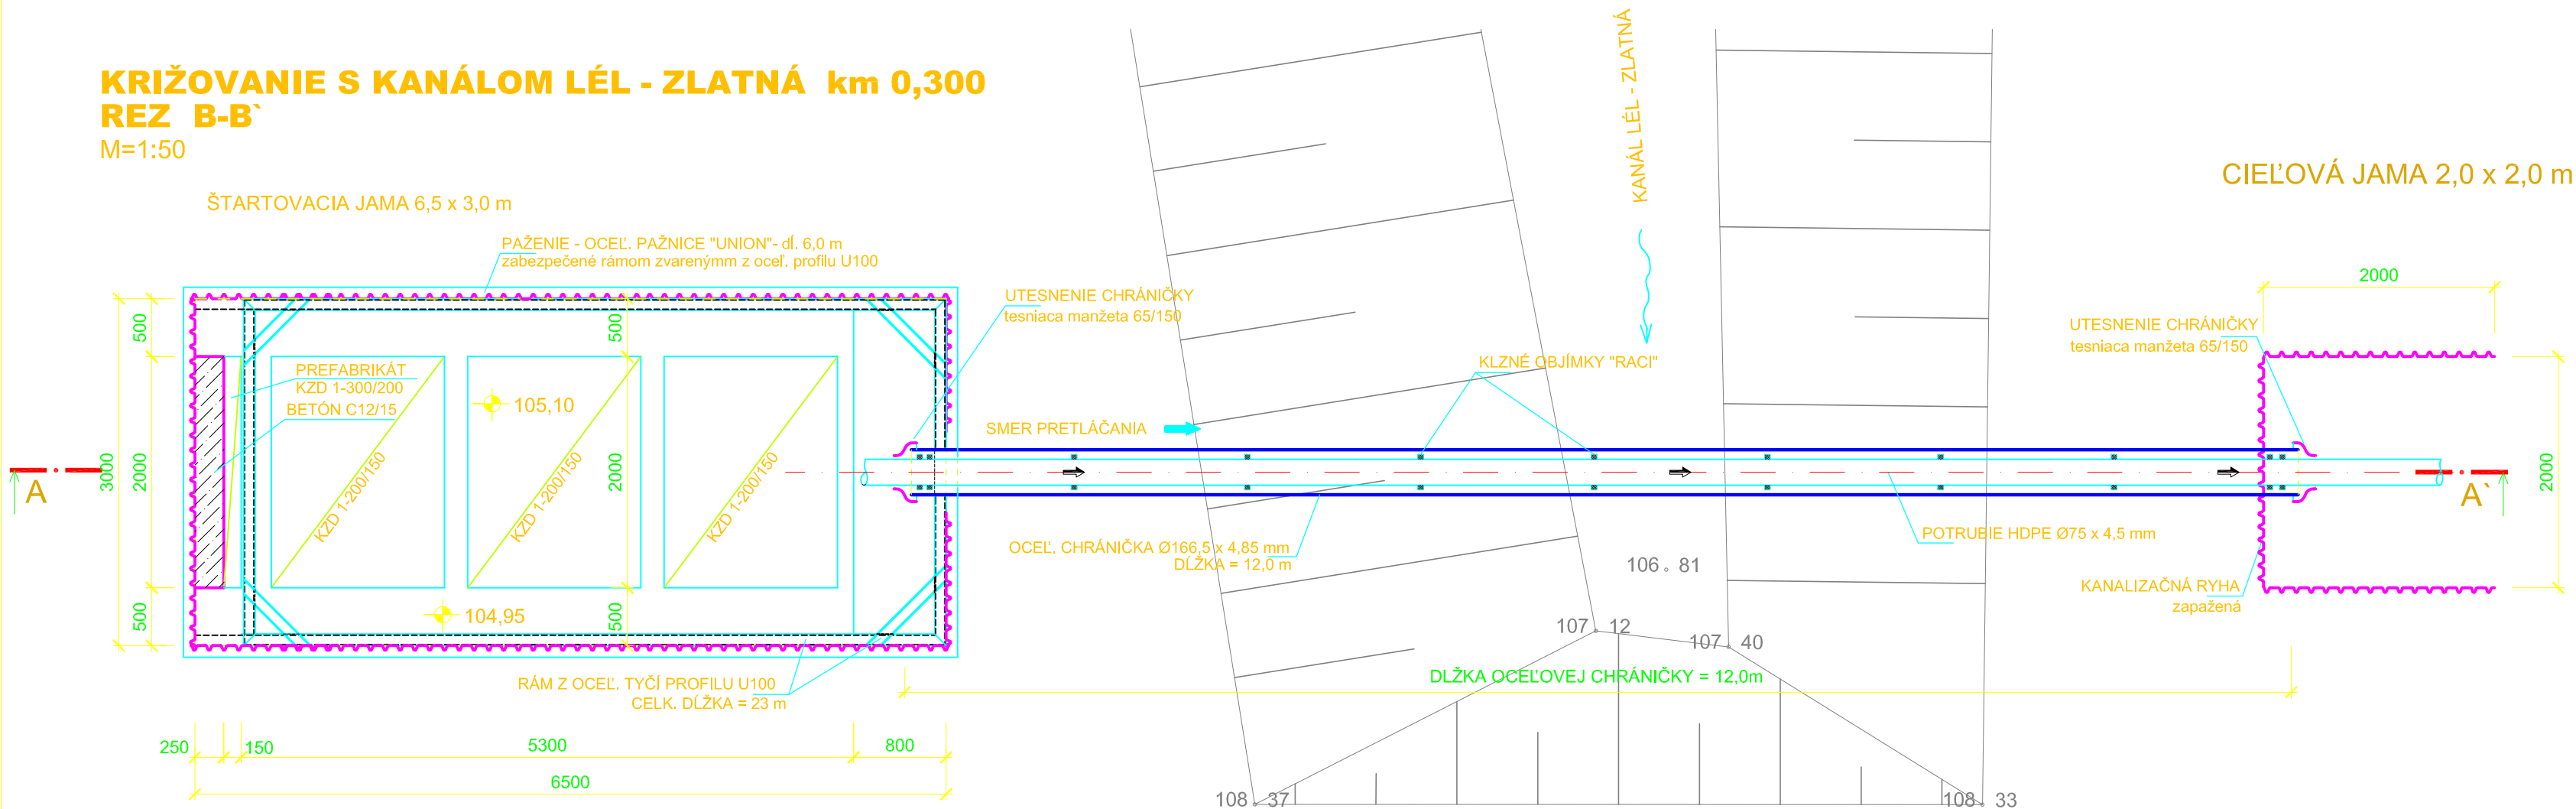 KRIŽOVANIE S KANÁLOM LÉL - ZLATNÁ km 0,300
REZ B-B`
M=1:50
ŠTARTOVACIA JAMA 6,5 x 3,0 m
CIEĽOVÁ JAMA 2,0 x 2,0 m
KANÁL LÉL - ZLATNÁ
PAŽENIE - OCEĽ. PAŽNICE "UNION"- dĺ. 6,0 m
zabezpečené rámom zvarenýmm z oceľ. profilu U100
UTESNENIE CHRÁNIČKY
tesniaca manžeta 65/150
2000
UTESNENIE CHRÁNIČKY
tesniaca manžeta 65/150
500
500
PREFABRIKÁT
KZD 1-300/200
BETÓN C12/15
105,10
KLZNÉ OBJÍMKY "RACI"
SMER PRETLÁČANIA
3000
2000
2000
2000
KZD 1-200/150
KZD 1-200/150
KZD 1-200/150
A
A`
OCEĽ. CHRÁNIČKA Ø166,5 x 4,85 mm
DĹŽKA = 12,0 m
POTRUBIE HDPE Ø75 x 4,5 mm
106 81
KANALIZAČNÁ RYHA
zapažená
500
500
104,95
107 12
107 40
RÁM Z OCEĽ. TYČÍ PROFILU U100
CELK. DĹŽKA = 23 m
DLŽKA OCEĽOVEJ CHRÁNIČKY = 12,0m
250
150
5300
800
6500
108 37
108 33